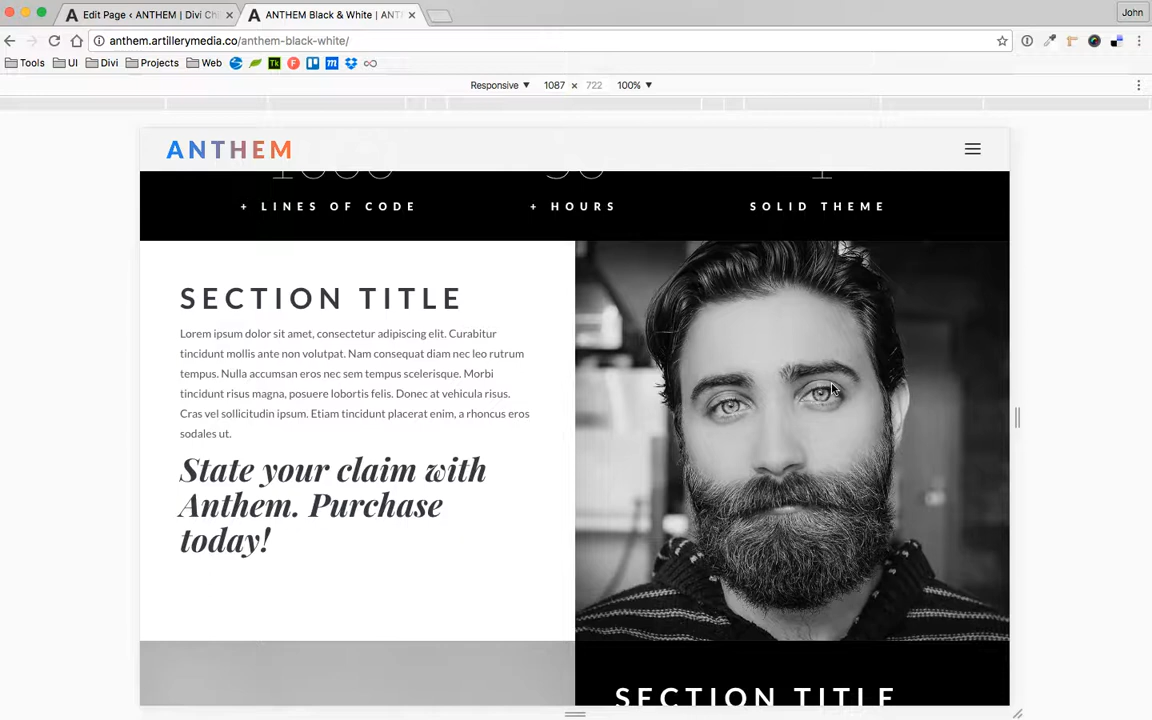 Edit Page ‹ ANTHEM | Divi Ch
ANTHEM Black & White | ANT
John
anthem.artillerymedia.co/anthem-black-white/
Tools UI Divi Projects Web
Responsive 1087 × 722 100%
ANTHEM
+ LINES OF CODE
+ HOURS
SOLID THEME
SECTION TITLE
Lorem ipsum dolor sit amet, consectetur adipiscing elit. Curabitur
tincidunt mollis ante non volutpat. Nam consequat diam nec leo rutrum
tempus. Nulla accumsan eros nec sem tempus scelerisque. Morbi
tincidunt risus magna, posuere lobortis felis. Donec at vehicula risus.
Cras vel sollicitudin ipsum. Etiam tincidunt placerat enim, a rhoncus eros
sodales ut.
State your claim with
Anthem. Purchase
today!
SECTION TITLE